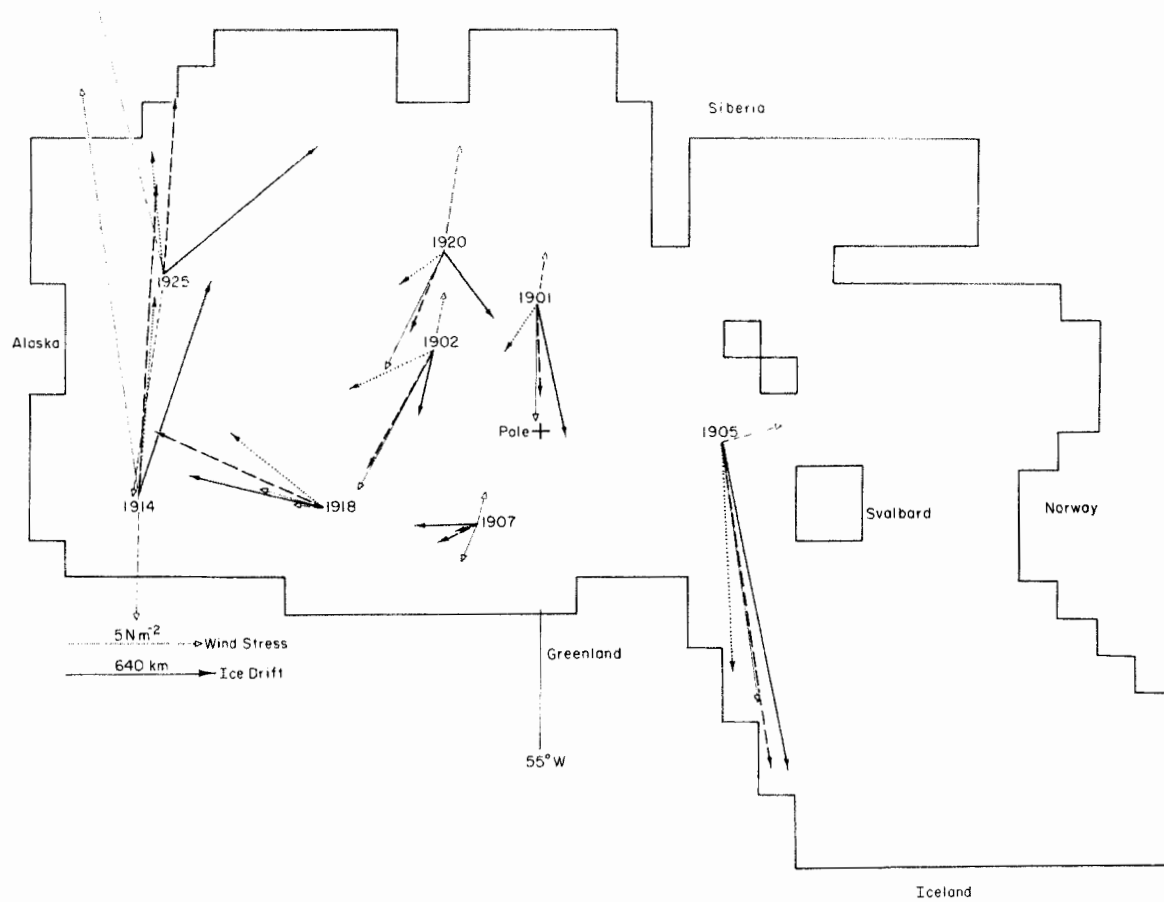 Siberia
1920
1925
1901
Alaska
1902
Pole
1905
1914
1918
Svalbard
Norway
1907
5 N m⁻²
Wind Stress
640 km
Ice Drift
Greenland
55° W
Iceland